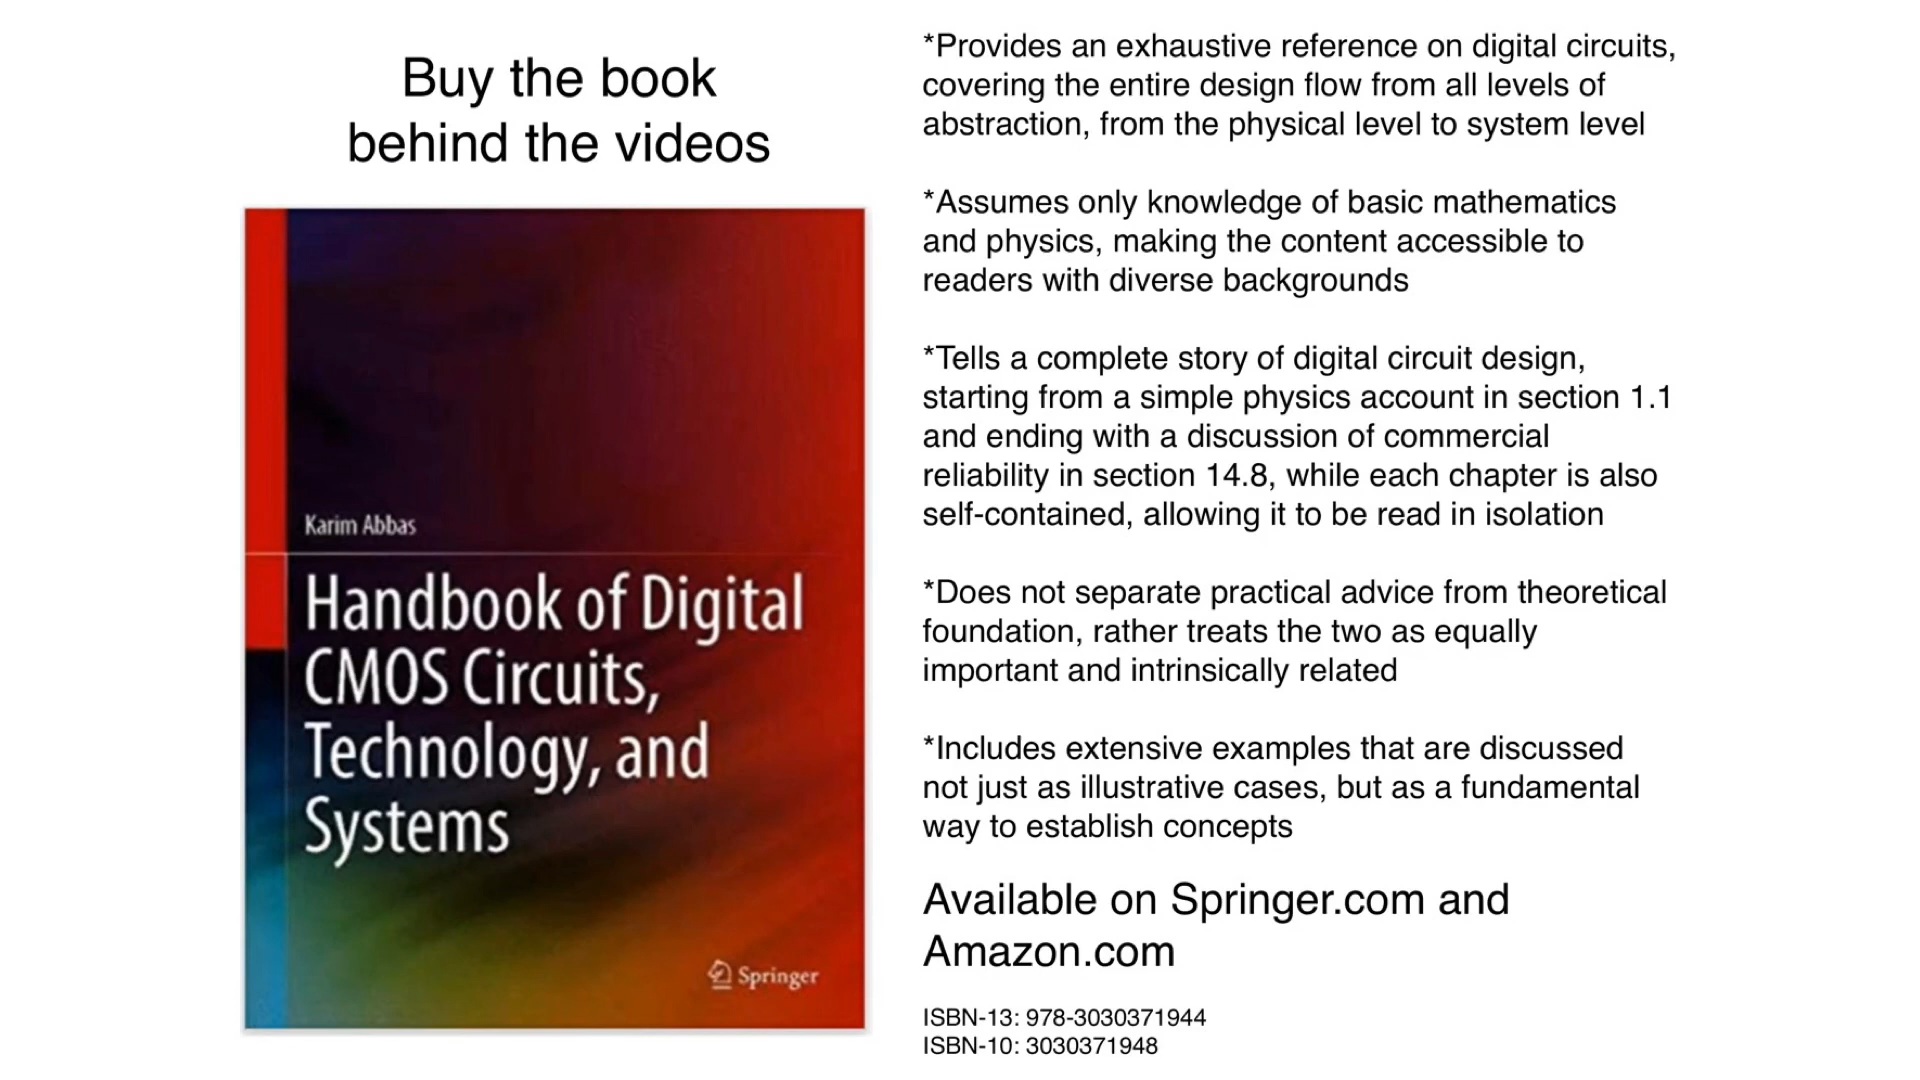 Buy the book
behind the videos
Karim Abbas
Handbook of Digital
CMOS Circuits,
Technology, and
Systems
Springer
*Provides an exhaustive reference on digital circuits,
covering the entire design flow from all levels of
abstraction, from the physical level to system level
*Assumes only knowledge of basic mathematics
and physics, making the content accessible to
readers with diverse backgrounds
*Tells a complete story of digital circuit design,
starting from a simple physics account in section 1.1
and ending with a discussion of commercial
reliability in section 14.8, while each chapter is also
self-contained, allowing it to be read in isolation
*Does not separate practical advice from theoretical
foundation, rather treats the two as equally
important and intrinsically related
*Includes extensive examples that are discussed
not just as illustrative cases, but as a fundamental
way to establish concepts
Available on Springer.com and
Amazon.com
ISBN-13: 978-3030371944
ISBN-10: 3030371948